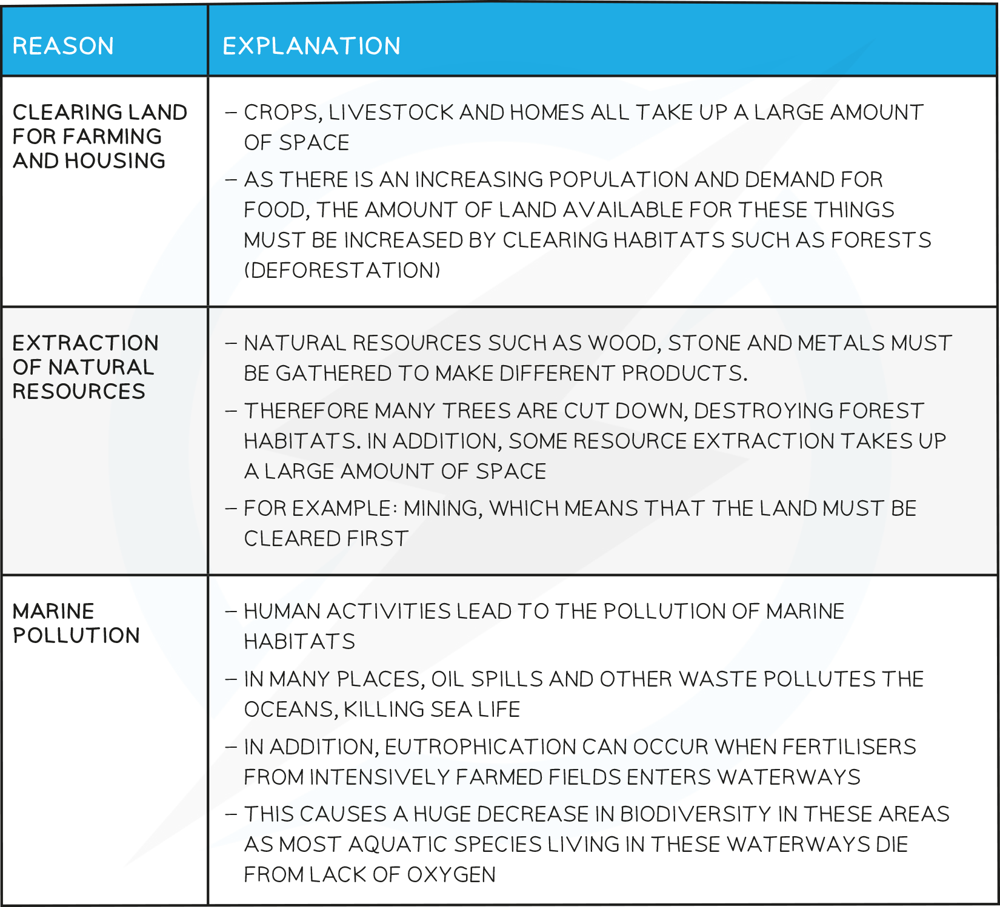 REASON
EXPLANATION
CLEARING LAND
FOR FARMING
AND HOUSING
– CROPS, LIVESTOCK AND HOMES ALL TAKE UP A LARGE AMOUNT
OF SPACE
– AS THERE IS AN INCREASING POPULATION AND DEMAND FOR
FOOD, THE AMOUNT OF LAND AVAILABLE FOR THESE THINGS
MUST BE INCREASED BY CLEARING HABITATS SUCH AS FORESTS
(DEFORESTATION)
EXTRACTION
OF NATURAL
RESOURCES
– NATURAL RESOURCES SUCH AS WOOD, STONE AND METALS MUST
BE GATHERED TO MAKE DIFFERENT PRODUCTS.
– THEREFORE MANY TREES ARE CUT DOWN, DESTROYING FOREST
HABITATS. IN ADDITION, SOME RESOURCE EXTRACTION TAKES UP
A LARGE AMOUNT OF SPACE
– FOR EXAMPLE: MINING, WHICH MEANS THAT THE LAND MUST BE
CLEARED FIRST
MARINE
POLLUTION
– HUMAN ACTIVITIES LEAD TO THE POLLUTION OF MARINE
HABITATS
– IN MANY PLACES, OIL SPILLS AND OTHER WASTE POLLUTES THE
OCEANS, KILLING SEA LIFE
– IN ADDITION, EUTROPHICATION CAN OCCUR WHEN FERTILISERS
FROM INTENSIVELY FARMED FIELDS ENTERS WATERWAYS
– THIS CAUSES A HUGE DECREASE IN BIODIVERSITY IN THESE AREAS
AS MOST AQUATIC SPECIES LIVING IN THESE WATERWAYS DIE
FROM LACK OF OXYGEN